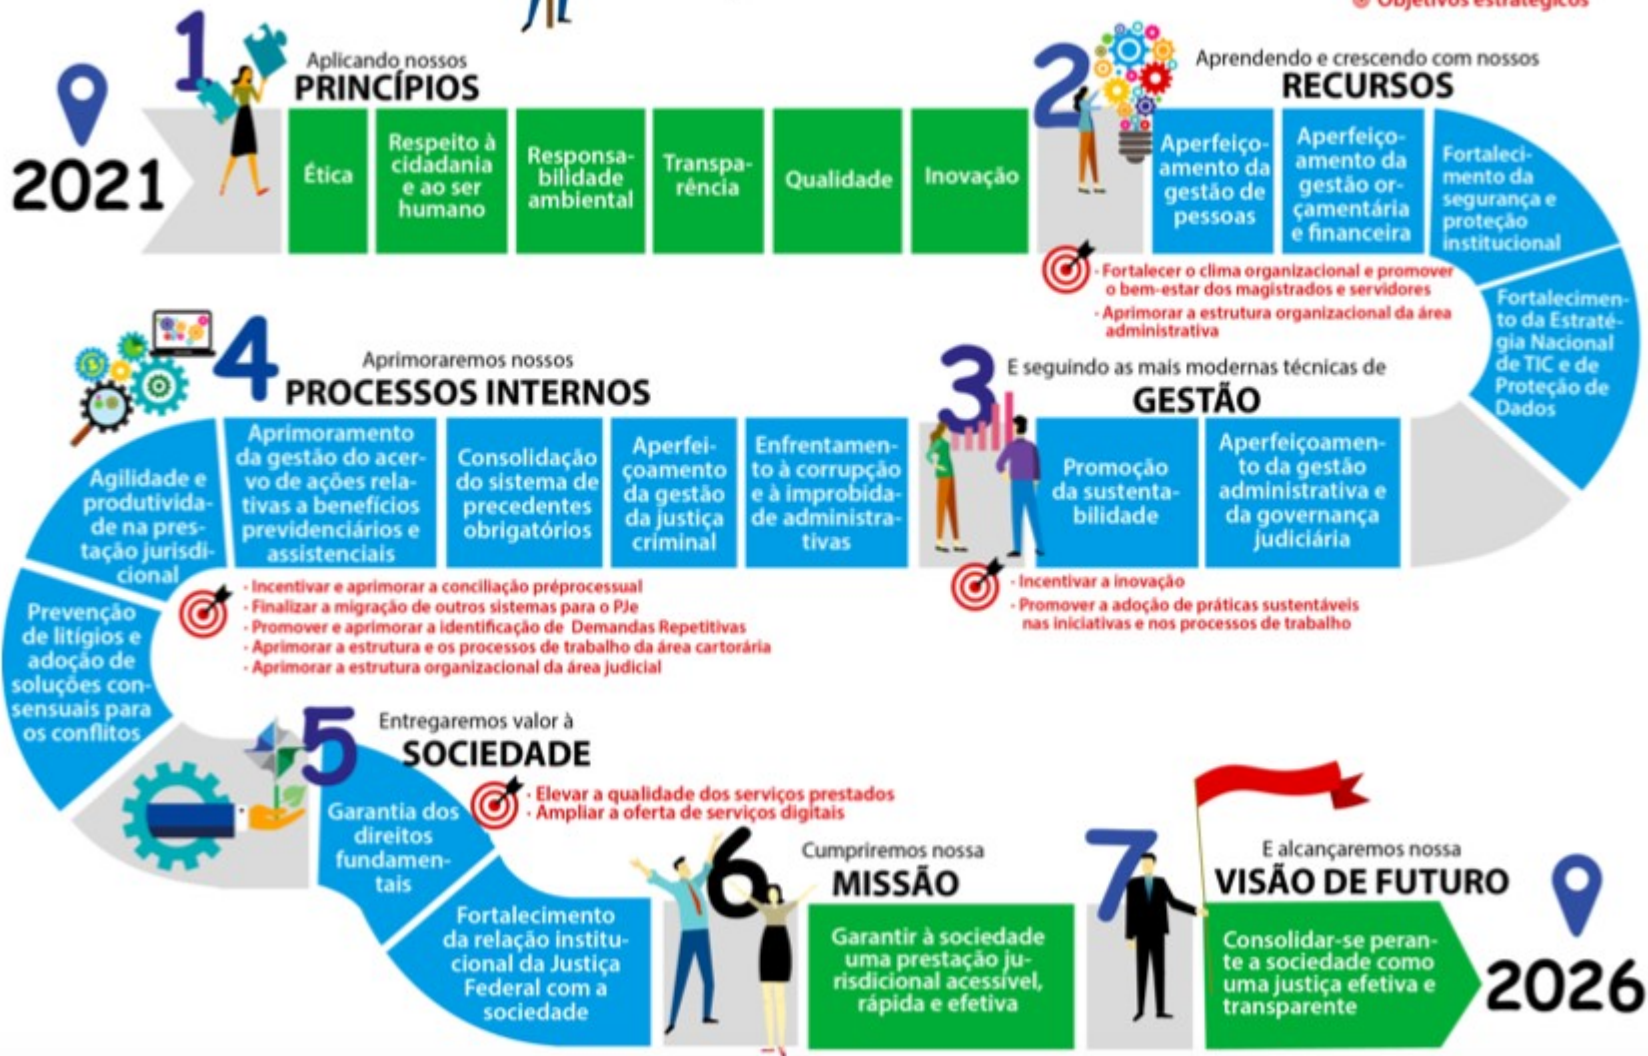 Objetivos estratégicos
1
Aplicando nossos
PRINCÍPIOS
2021
Ética
Respeito à
cidadania
e ao ser
humano
Responsa-
bilidade
ambiental
Transpa-
rência
Qualidade
Inovação
2
Aprendendo e crescendo com nossos
RECURSOS
Aperfeiço-
amento da
gestão de
pessoas
Aperfeiço-
amento da
gestão or-
çamentária
e financeira
Fortaleci-
mento da
segurança e
proteção
institucional
Fortalecimen-
to da Estraté-
gia Nacional
de TIC e de
Proteção de
Dados
- Fortalecer o clima organizacional e promover
o bem-estar dos magistrados e servidores
- Aprimorar a estrutura organizacional da área
administrativa
3
E seguindo as mais modernas técnicas de
GESTÃO
Promoção
da sustenta-
bilidade
Aperfeiçoamen-
to da gestão
administrativa e
da governança
judiciária
- Incentivar a inovação
- Promover a adoção de práticas sustentáveis
nas iniciativas e nos processos de trabalho
4
Aprimoraremos nossos
PROCESSOS INTERNOS
Agilidade e
produtivida-
de na pres-
tação jurisdi-
cional
Aprimoramento
da gestão do acer-
vo de ações rela-
tivas a benefícios
previdenciários e
assistenciais
Consolidação
do sistema de
precedentes
obrigatórios
Aperfei-
çoamento
da gestão
da justiça
criminal
Enfrentamen-
to à corrupção
e à improbida-
de administra-
tivas
Prevenção
de litígios e
adoção de
soluções con-
sensuais para
os conflitos
- Incentivar e aprimorar a conciliação préprocessual
- Finalizar a migração de outros sistemas para o PJe
- Promover e aprimorar a identificação de Demandas Repetitivas
- Aprimorar a estrutura e os processos de trabalho da área cartorária
- Aprimorar a estrutura organizacional da área judicial
5
Entregaremos valor à
SOCIEDADE
Garantia dos
direitos
fundamen-
tais
Fortalecimento
da relação institu-
cional da Justiça
Federal com a
sociedade
- Elevar a qualidade dos serviços prestados
- Ampliar a oferta de serviços digitais
6
Cumpriremos nossa
MISSÃO
Garantir à sociedade
uma prestação ju-
risdicional acessível,
rápida e efetiva
7
E alcançaremos nossa
VISÃO DE FUTURO
Consolidar-se peran-
te a sociedade como
uma justiça efetiva e
transparente
2026